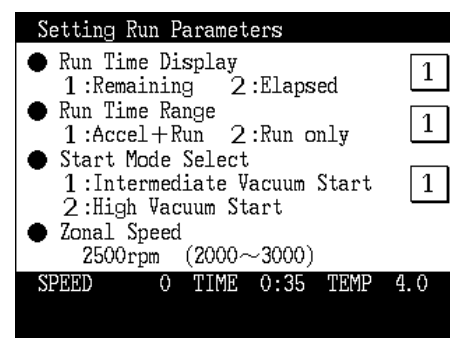 Setting Run Parameters
● Run Time Display
1:Remaining 2:Elapsed 1
● Run Time Range
1:Accel+Run 2:Run only 1
● Start Mode Select
1:Intermediate Vacuum Start 1
2:High Vacuum Start
● Zonal Speed
2500rpm (2000~3000)
SPEED 0 TIME 0:35 TEMP 4.0